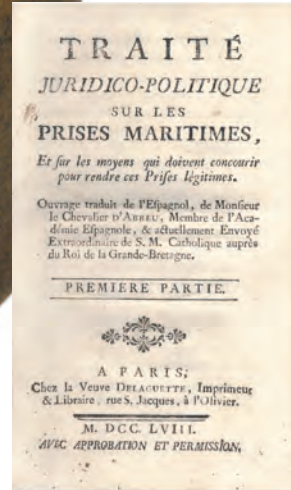 TRAITÉ
JURIDICO-POLITIQUE
SUR LES
PRISES MARITIMES,
Et ſur les moyens qui doivent concourir
pour rendre ces Priſes légitimes.
Ouvrage traduit de l'Eſpagnol, de Monſieur
le Chevalier D'ABREU, Membre de l'Aca-
démie Eſpagnole, & actuellement Envoyé
Extraordinaire de S. M. Catholique auprès
du Roi de la Grande-Bretagne.
PREMIERE PARTIE.
A PARIS,
Chez la Veuve DELAGUETTE, Imprimeur
& Libraire, rue S. Jacques, à l'Olivier.
M. DCC. LVIII.
AVEC APPROBATION ET PERMISSION,